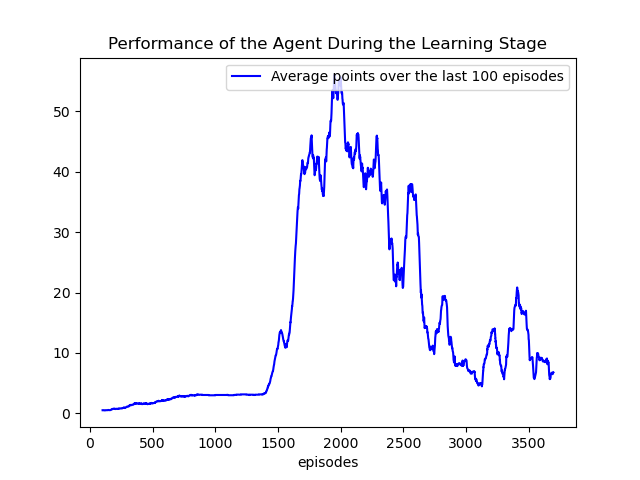 Performance of the Agent During the Learning Stage
Average points over the last 100 episodes
50
40
30
20
10
0
0 500 1000 1500 2000 2500 3000 3500
episodes